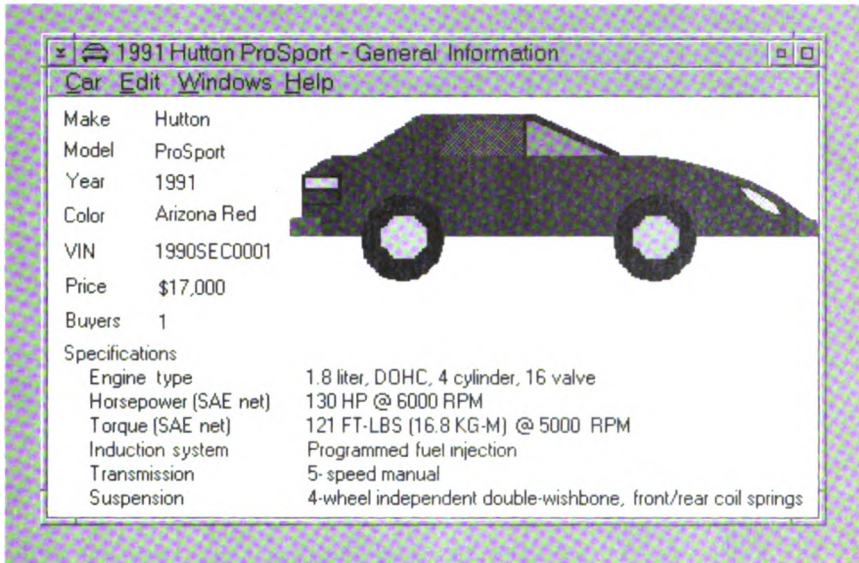 1991 Hutton ProSport - General Information
Car Edit Windows Help
Make Hutton
Model ProSport
Year 1991
Color Arizona Red
VIN 1990SEC0001
Price $17,000
Buyers 1
Specifications
Engine type 1.8 liter, DOHC, 4 cylinder, 16 valve
Horsepower (SAE net) 130 HP @ 6000 RPM
Torque (SAE net) 121 FT-LBS (16.8 KG-M) @ 5000 RPM
Induction system Programmed fuel injection
Transmission 5- speed manual
Suspension 4-wheel independent double-wishbone, front/rear coil springs